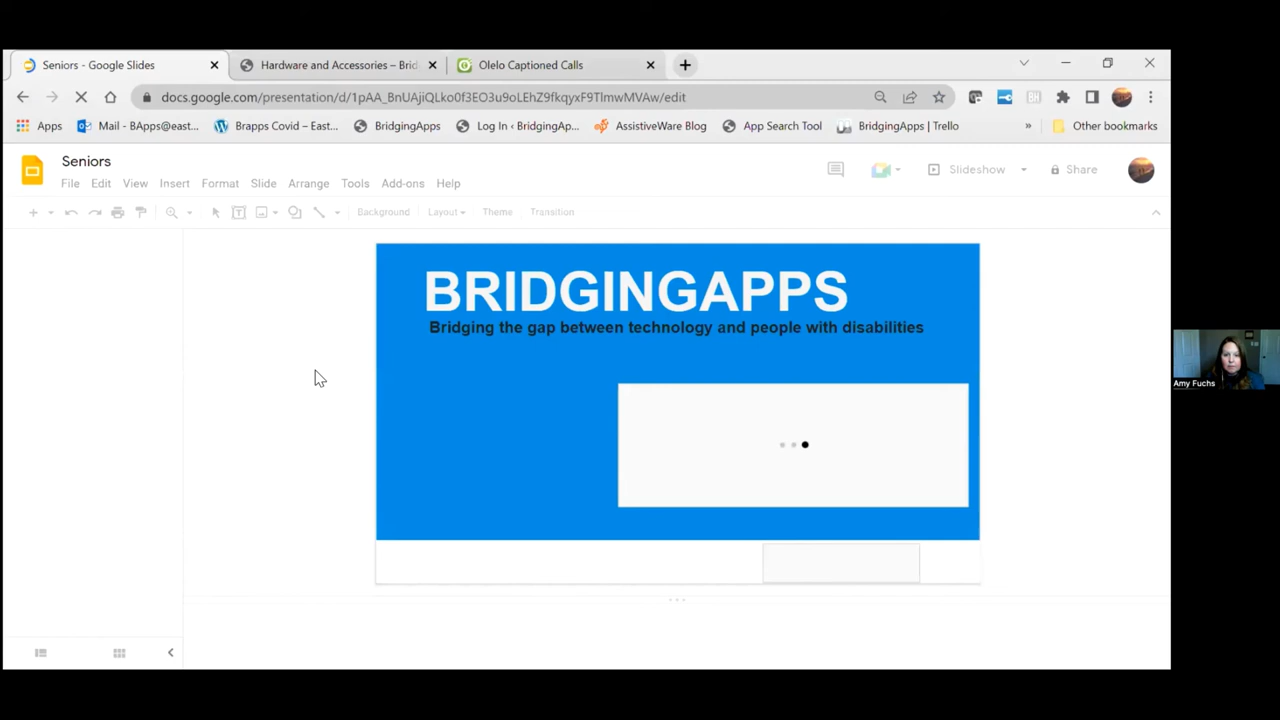 Seniors - Google Slides
Hardware and Accessories – Brid
Olelo Captioned Calls
docs.google.com/presentation/d/1pAA_BnUAjiQLko0f3EO3u9oLEhZ9fkqyxF9TlmwMVAw/edit
Apps
Mail - BApps@east...
Brapps Covid – East...
BridgingApps
Log In ‹ BridgingAp...
AssistiveWare Blog
App Search Tool
BridgingApps | Trello
»
Other bookmarks
Seniors
File Edit View Insert Format Slide Arrange Tools Add-ons Help
Slideshow
Share
Background Layout Theme Transition
BRIDGINGAPPS
Bridging the gap between technology and people with disabilities
Amy Fuchs